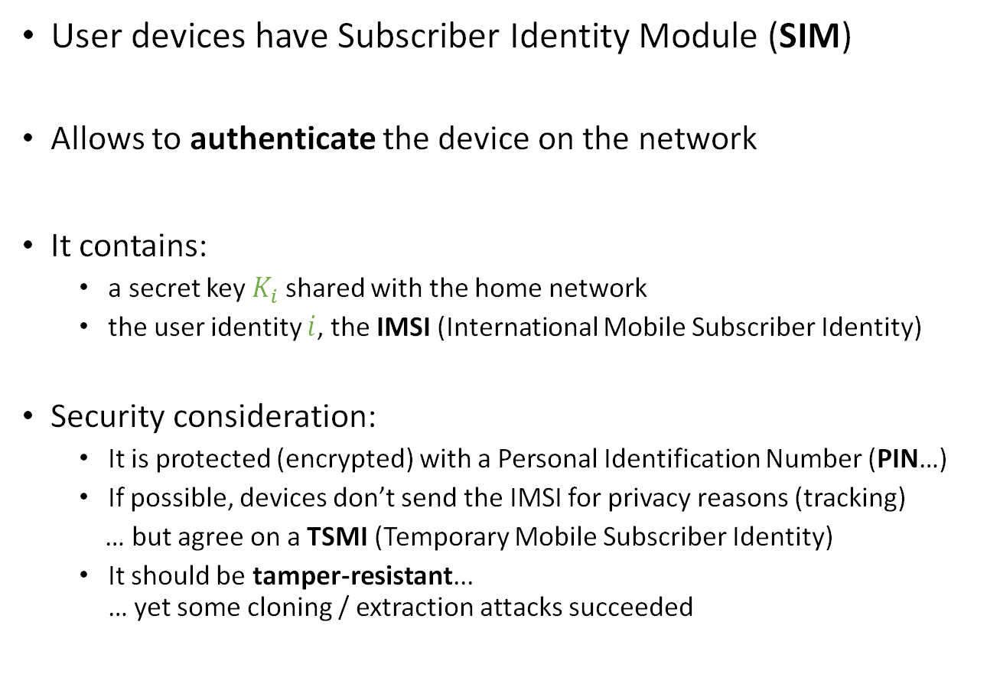 • User devices have Subscriber Identity Module (SIM)
• Allows to authenticate the device on the network
• It contains:
• a secret key Kᵢ shared with the home network
• the user identity i, the IMSI (International Mobile Subscriber Identity)
• Security consideration:
• It is protected (encrypted) with a Personal Identification Number (PIN…)
• If possible, devices don’t send the IMSI for privacy reasons (tracking)
… but agree on a TSMI (Temporary Mobile Subscriber Identity)
• It should be tamper-resistant…
… yet some cloning / extraction attacks succeeded